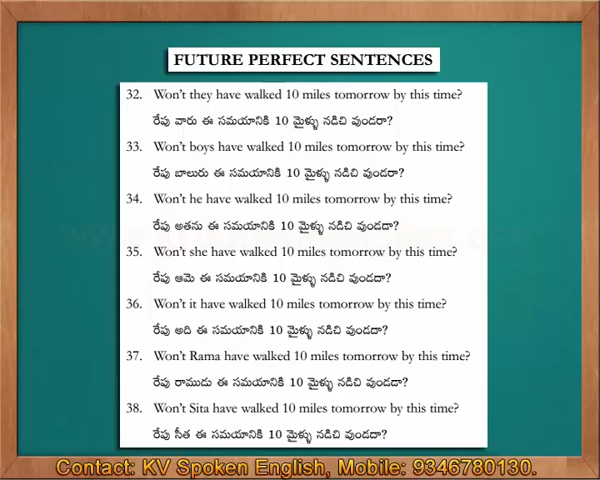 FUTURE PERFECT SENTENCES
32. Won't they have walked 10 miles tomorrow by this time?
రేపు వారు ఈ సమయానికి 10 మైళ్ళు నడిచి వుండరా?
33. Won't boys have walked 10 miles tomorrow by this time?
రేపు బాలురు ఈ సమయానికి 10 మైళ్ళు నడిచి వుండరా?
34. Won't he have walked 10 miles tomorrow by this time?
రేపు అతను ఈ సమయానికి 10 మైళ్ళు నడిచి వుండడా?
35. Won't she have walked 10 miles tomorrow by this time?
రేపు ఆమె ఈ సమయానికి 10 మైళ్ళు నడిచి వుండదా?
36. Won't it have walked 10 miles tomorrow by this time?
రేపు అది ఈ సమయానికి 10 మైళ్ళు నడిచి వుండదా?
37. Won't Rama have walked 10 miles tomorrow by this time?
రేపు రాముడు ఈ సమయానికి 10 మైళ్ళు నడిచి వుండడా?
38. Won't Sita have walked 10 miles tomorrow by this time?
రేపు సీత ఈ సమయానికి 10 మైళ్ళు నడిచి వుండదా?
Contact: KV Spoken English, Mobile: 9346780130.